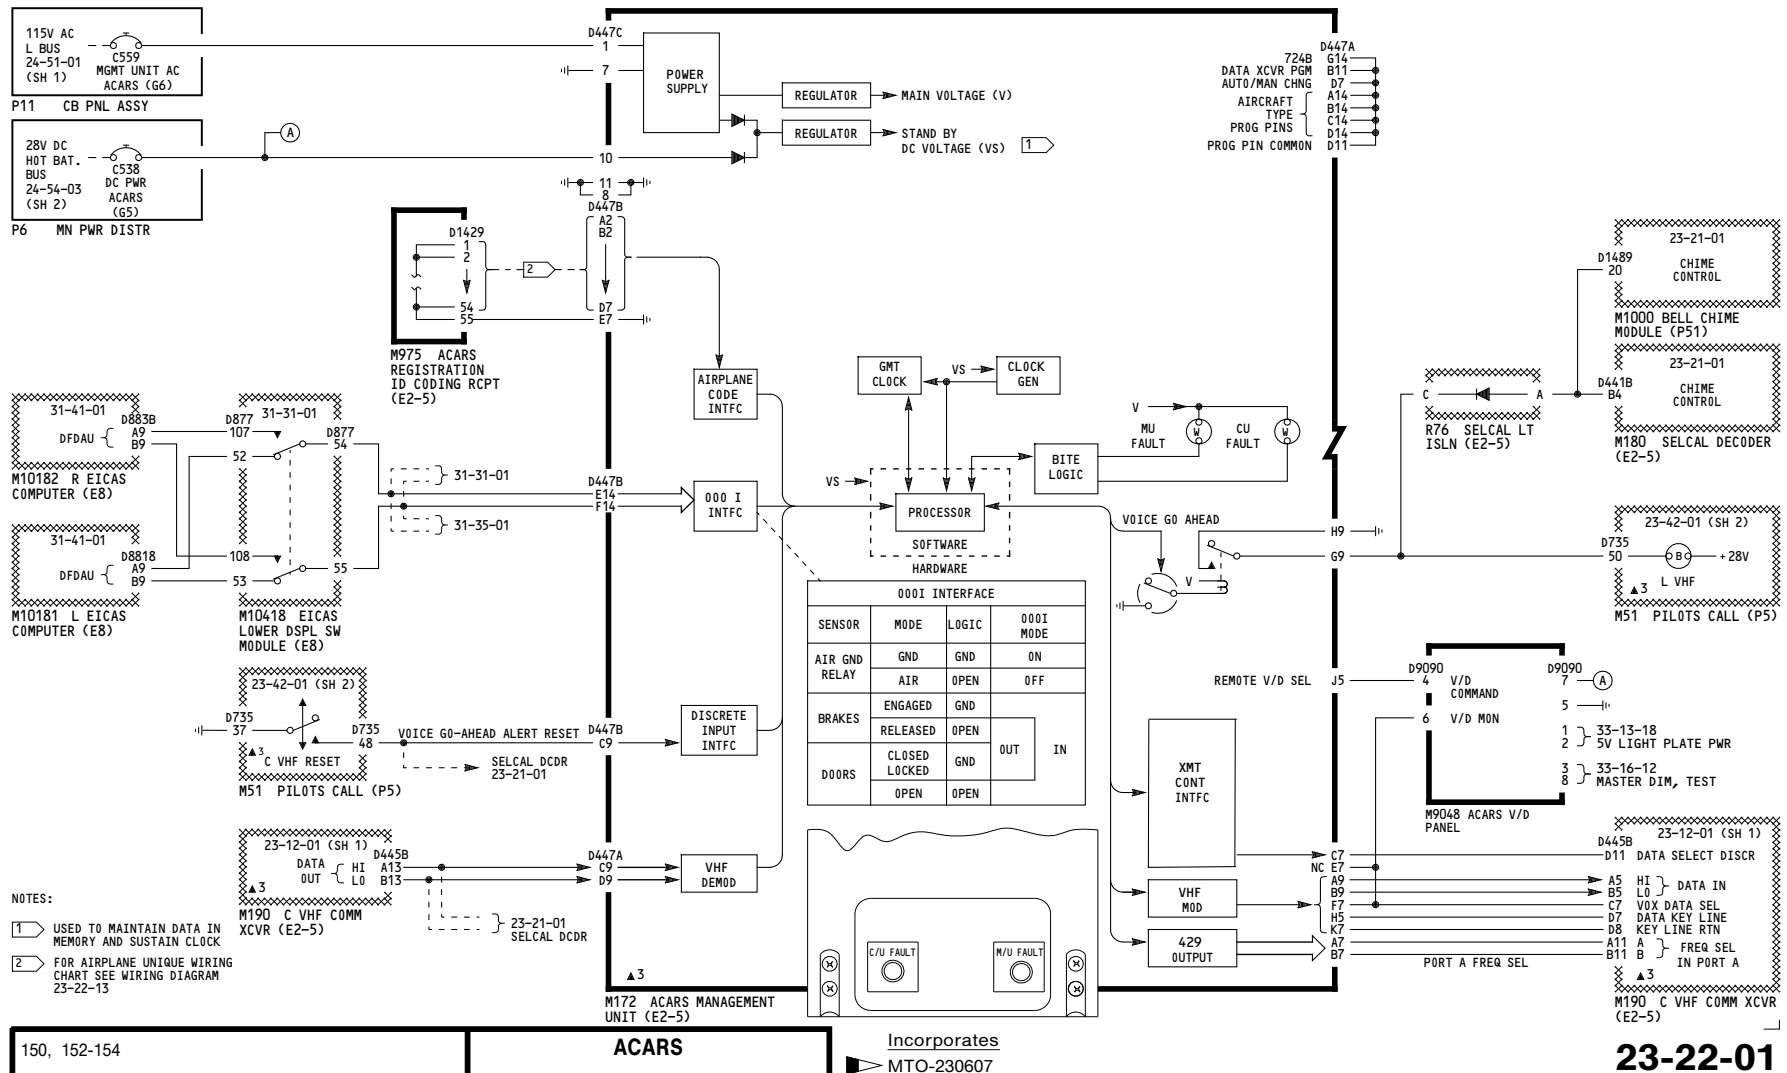 115V AC
L BUS
24-51-01
(SH 1)
C559
MGMT UNIT AC
ACARS (G6)
P11 CB PNL ASSY
28V DC
HOT BAT.
BUS
24-54-03
(SH 2)
C538
DC PWR
ACARS
(G5)
P6 MN PWR DISTR
A
D447C
1
7
10
11
8
POWER
SUPPLY
REGULATOR
MAIN VOLTAGE (V)
REGULATOR
STAND BY
DC VOLTAGE (VS)
1
D447A
724B G14
DATA XCVR PGM B11
AUTO/MAN CHNG D7
AIRCRAFT
TYPE
PROG PINS
A14
B14
C14
D14
PROG PIN COMMON D11
D1429
1
2
54
55
2
D447B
A2
B2
D7
E7
M975 ACARS
REGISTRATION
ID CODING RCPT
(E2-5)
AIRPLANE
CODE
INTFC
GMT
CLOCK
VS
CLOCK
GEN
V
MU
FAULT
W
CU
FAULT
W
BITE
LOGIC
VS
PROCESSOR
SOFTWARE
HARDWARE
31-41-01
D883B
DFDAU
A9
B9
M10182 R EICAS
COMPUTER (E8)
31-41-01
D8818
DFDAU
A9
B9
M10181 L EICAS
COMPUTER (E8)
D877
31-31-01
D877
107
54
52
108
55
53
M10418 EICAS
LOWER DSPL SW
MODULE (E8)
31-31-01
31-35-01
D447B
E14
F14
OOO I
INTFC
OOOI INTERFACE
SENSOR MODE LOGIC OOOI
MODE
AIR GND
RELAY
GND GND ON
AIR OPEN OFF
BRAKES
ENGAGED GND
RELEASED OPEN
OUT IN
DOORS
CLOSED
LOCKED
GND
OPEN OPEN
23-42-01 (SH 2)
D735
37
D735
48
3
C VHF RESET
M51 PILOTS CALL (P5)
VOICE GO-AHEAD ALERT RESET
SELCAL DCDR
23-21-01
D447B
C9
DISCRETE
INPUT
INTFC
23-12-01 (SH 1)
D445B
DATA
OUT
HI A13
LO B13
3
M190 C VHF COMM
XCVR (E2-5)
23-21-01
SELCAL DCDR
D447A
C9
D9
VHF
DEMOD
VOICE GO AHEAD
V
H9
G9
23-21-01
D1489
20
CHIME
CONTROL
M1000 BELL CHIME
MODULE (P51)
23-21-01
D441B
B4
CHIME
CONTROL
M180 SELCAL DECODER
(E2-5)
C A
R76 SELCAL LT
ISLN (E2-5)
23-42-01 (SH 2)
D735
50
B
+28V
L VHF
3
M51 PILOTS CALL (P5)
REMOTE V/D SEL J5
D9090
4 V/D
COMMAND
6 V/D MON
D9090
7
A
5
1
2
33-13-18
5V LIGHT PLATE PWR
3
8
33-16-12
MASTER DIM, TEST
M9048 ACARS V/D
PANEL
XMT
CONT
INTFC
VHF
MOD
429
OUTPUT
C7
NC E7
A9
B9
F7
H5
K7
A7
B7
PORT A FREQ SEL
23-12-01 (SH 1)
D445B
D11 DATA SELECT DISCR
A5 HI
B5 LO
DATA IN
C7 VOX DATA SEL
D7 DATA KEY LINE
D8 KEY LINE RTN
A11 A
B11 B
FREQ SEL
IN PORT A
3
M190 C VHF COMM XCVR
(E2-5)
C/U FAULT
M/U FAULT
3
M172 ACARS MANAGEMENT
UNIT (E2-5)
NOTES:
1 USED TO MAINTAIN DATA IN
MEMORY AND SUSTAIN CLOCK
2 FOR AIRPLANE UNIQUE WIRING
CHART SEE WIRING DIAGRAM
23-22-13
150, 152-154
ACARS
Incorporates
MTO-230607
23-22-01